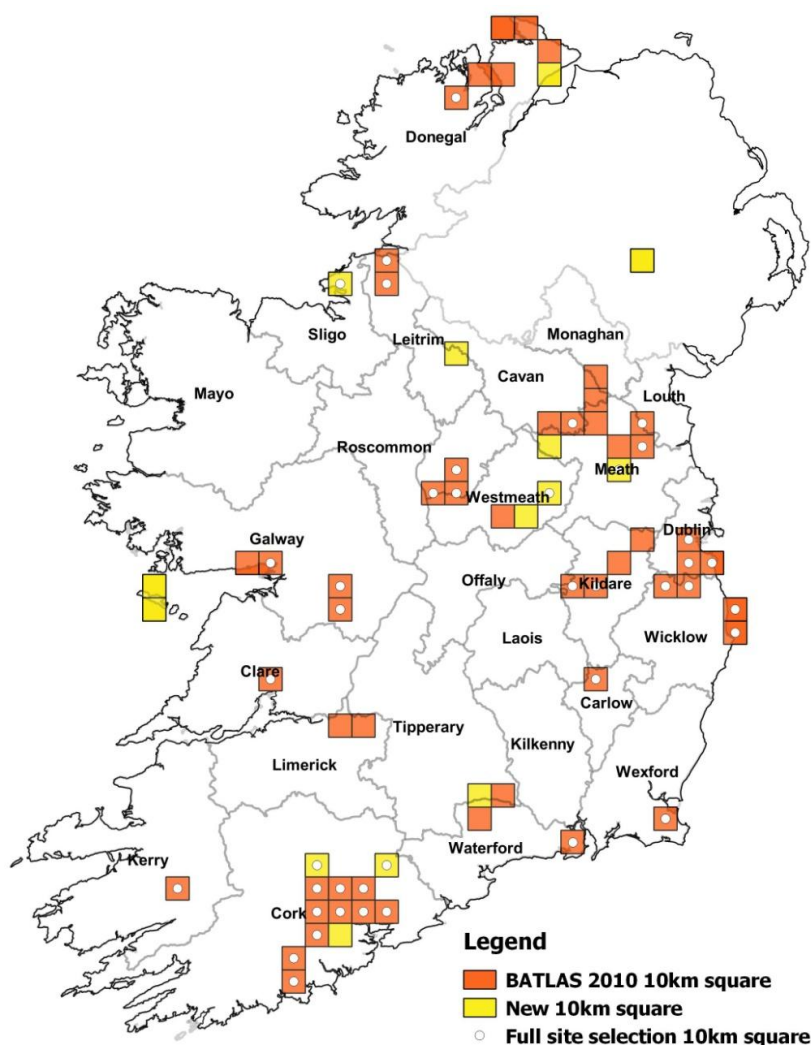 Donegal
Sligo
Leitrim
Monaghan
Cavan
Mayo
Louth
Roscommon
Meath
Westmeath
Galway
Dublin
Offaly
Kildare
Laois
Wicklow
Clare
Carlow
Tipperary
Kilkenny
Limerick
Wexford
Waterford
Kerry
Cork
Legend
BATLAS 2010 10km square
New 10km square
Full site selection 10km square